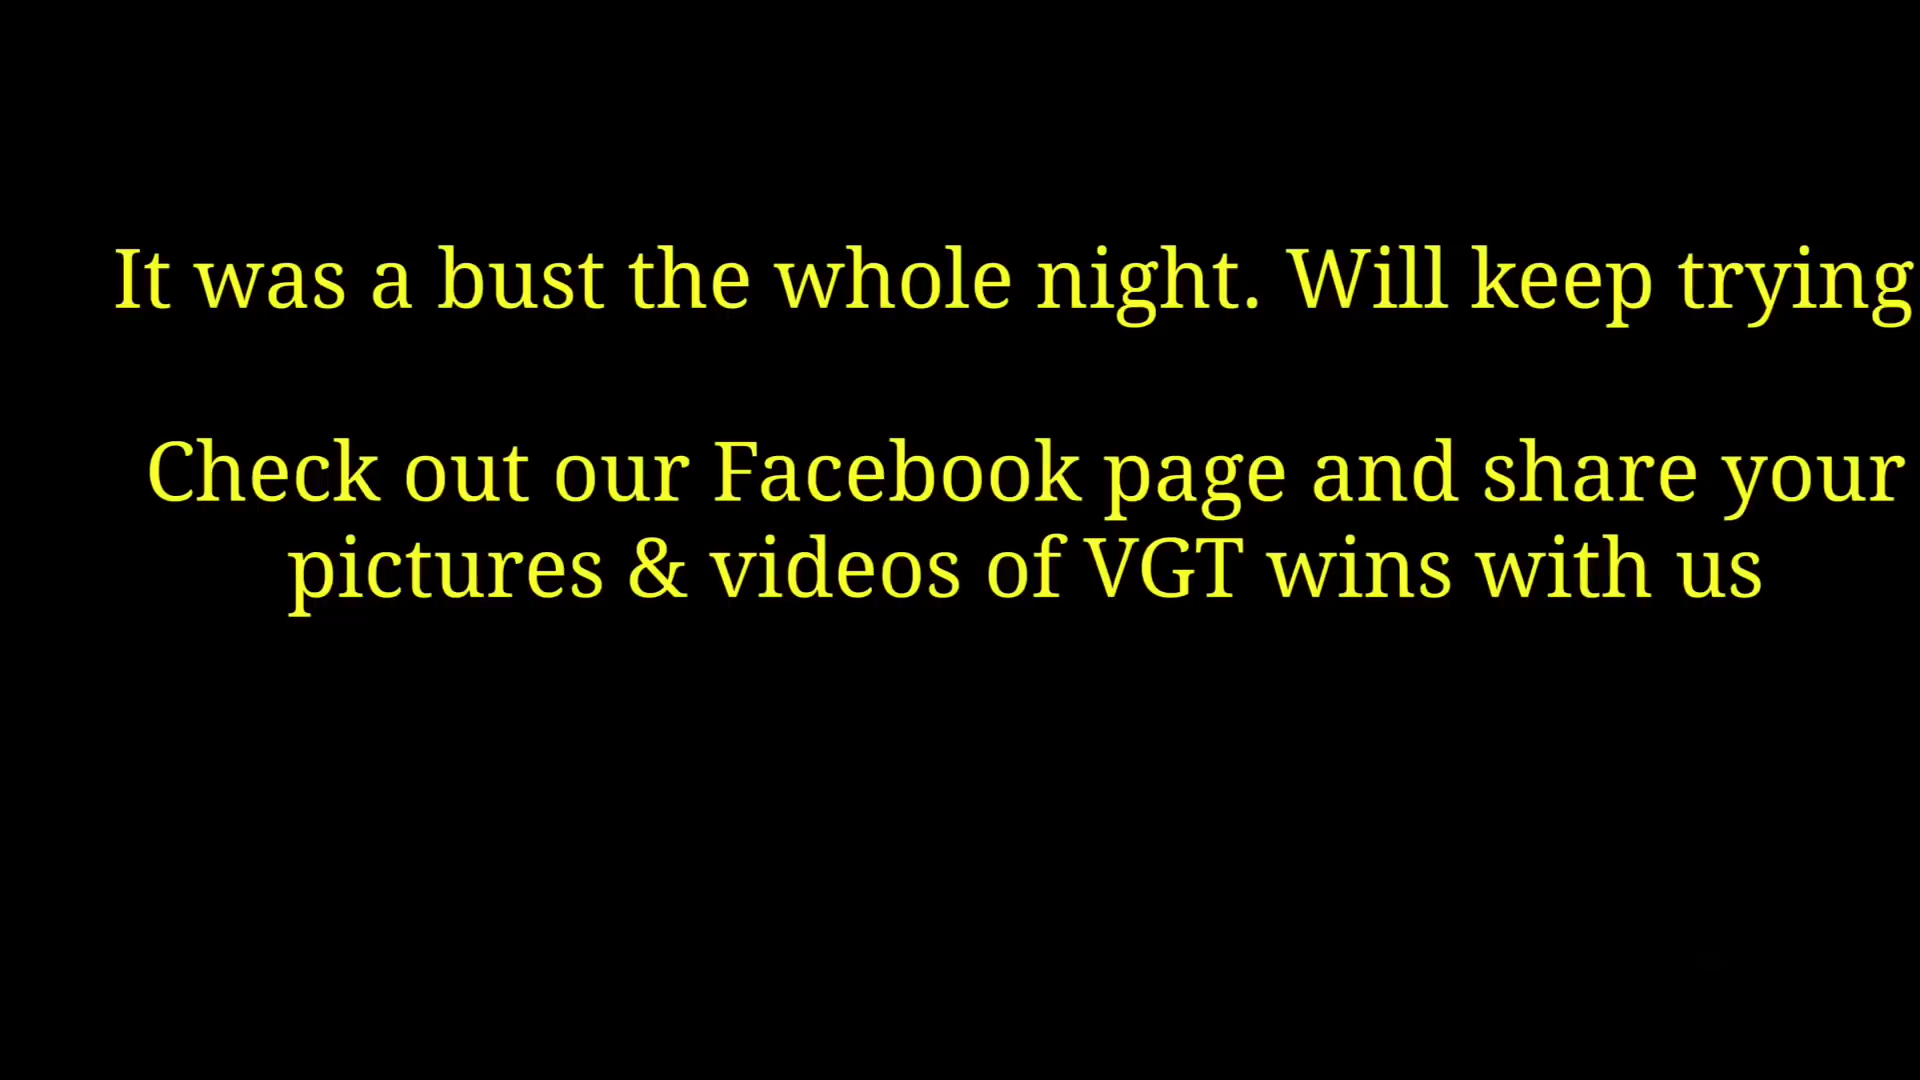 It was a bust the whole night. Will keep trying
Check out our Facebook page and share your
pictures & videos of VGT wins with us